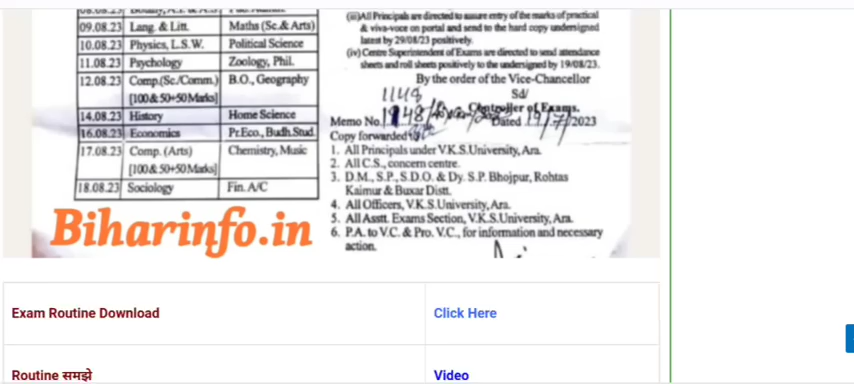 09.08.23 Lang. & Litt. Maths (Sc.& Arts)
10.08.23 Physics, L.S.W. Political Science
11.08.23 Psychology Zoology, Phil.
12.08.23 Comp.(Sc./Comm.) B.O., Geography
[100 & 50+50 Marks]
14.08.23 History Home Science
16.08.23 Economics Pr.Eco., Budh.Stud.
17.08.23 Comp. (Arts) Chemistry, Music
[100 & 50+50 Marks]
18.08.23 Sociology Fin. A/C
Biharinfo.in
(iii)All Principals are directed to assure entry of the marks of practical
& viva-voce on portal and send to the hard copy undersigned
latest by 29/08/23 positively.
(iv) Centre Superintendent of Exams are directed to send attendance
sheets and roll sheets positively to the undersigned by 19/08/23.
By the order of the Vice-Chancellor
Sd/
1148
Controller of Exams.
Memo No. 1948/ Dated 19/7/2023
Copy forwarded to
1. All Principals under V.K.S.University, Ara.
2. All C.S., concern centre.
3. D.M., S.P., S.D.O. & Dy. S.P. Bhojpur, Rohtas
Kaimur & Buxar Distt.
4. All Officers, V.K.S.University, Ara.
5. All Asstt. Exams Section, V.K.S.University, Ara.
6. P.A. to V.C. & Pro. V.C., for information and necessary
action.
Exam Routine Download Click Here
Routine समझे Video